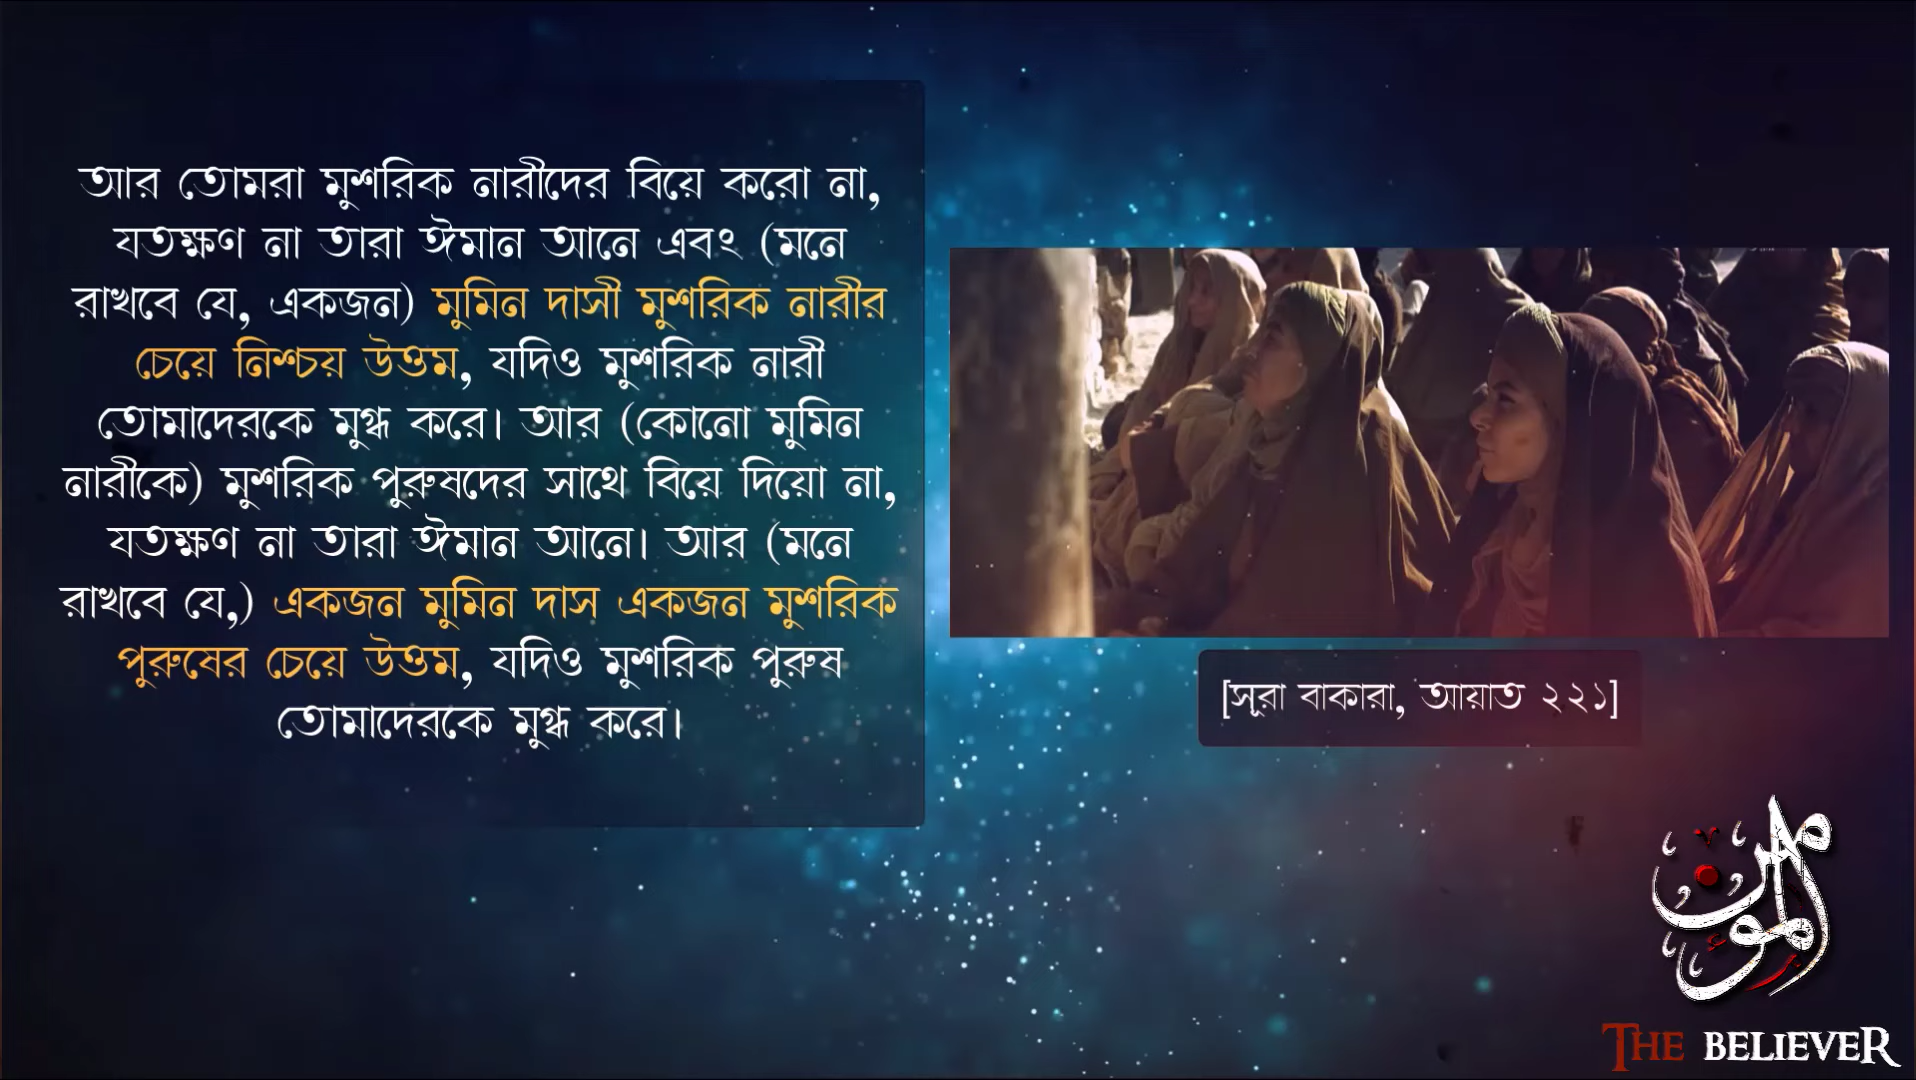 আর তোমরা মুশরিক নারীদের বিয়ে করো না,
যতক্ষণ না তারা ঈমান আনে এবং (মনে
রাখবে যে, একজন) মুমিন দাসী মুশরিক নারীর
চেয়ে নিশ্চয় উত্তম, যদিও মুশরিক নারী
তোমাদেরকে মুগ্ধ করে। আর (কোনো মুমিন
নারীকে) মুশরিক পুরুষদের সাথে বিয়ে দিয়ো না,
যতক্ষণ না তারা ঈমান আনে। আর (মনে
রাখবে যে,) একজন মুমিন দাস একজন মুশরিক
পুরুষের চেয়ে উত্তম, যদিও মুশরিক পুরুষ
তোমাদেরকে মুগ্ধ করে।
[সূরা বাকারা, আয়াত ২২১]
المؤمن
THE BELIEVER